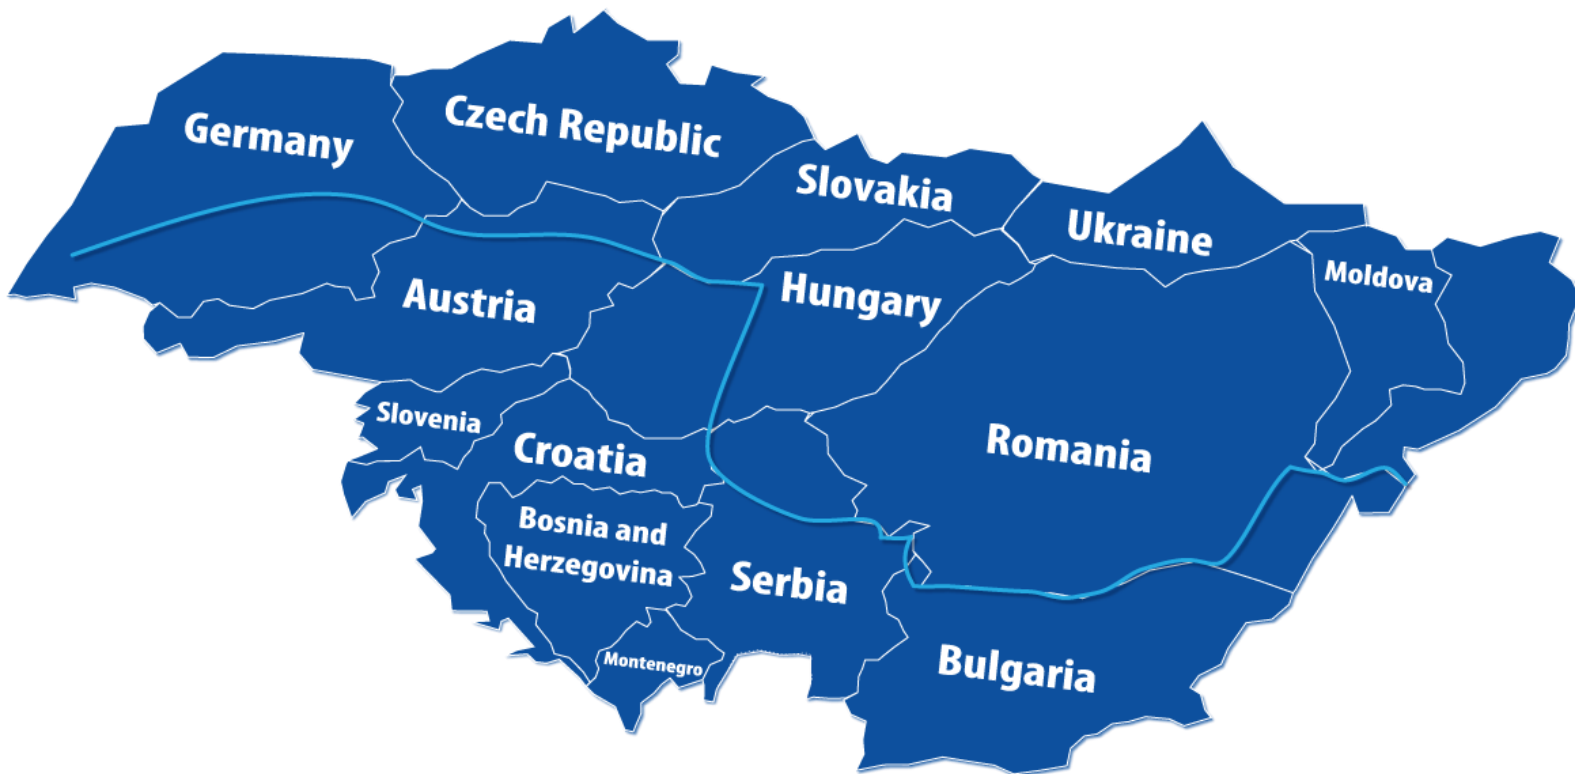 Germany
Czech Republic
Slovakia
Ukraine
Moldova
Austria
Hungary
Slovenia
Croatia
Romania
Bosnia and
Herzegovina
Serbia
Montenegro
Bulgaria